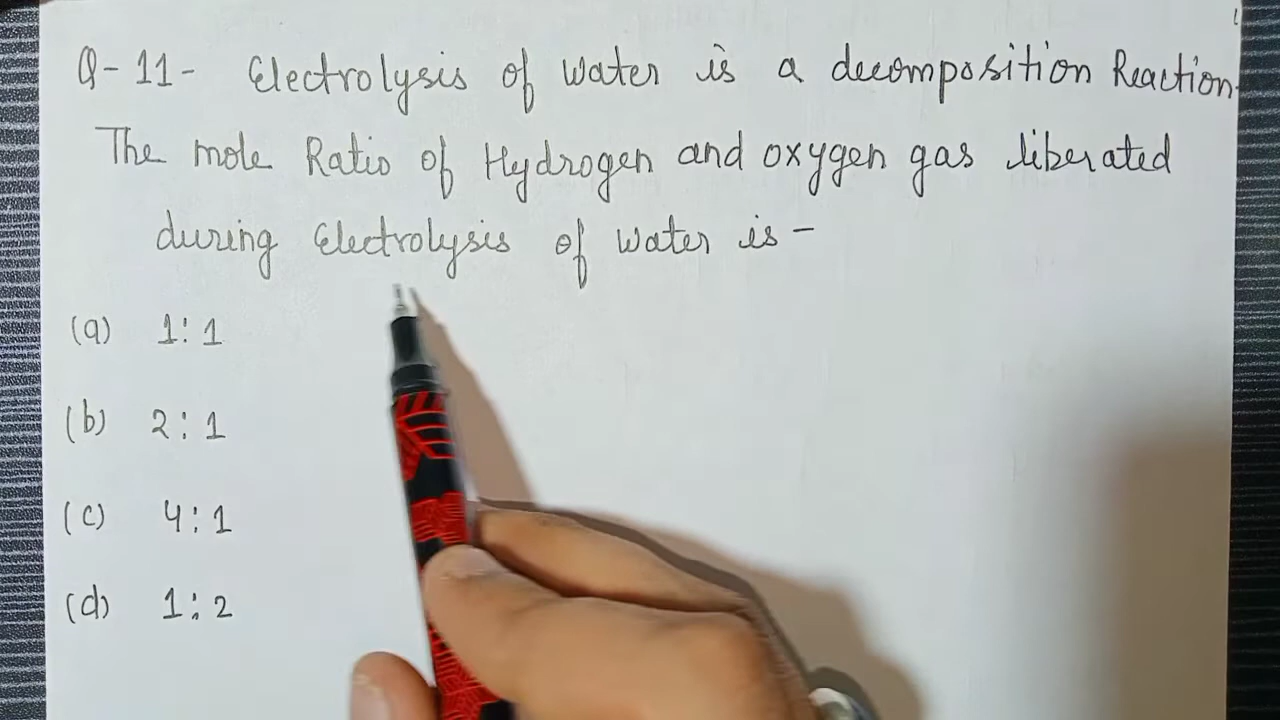 Q-11- Electrolysis of water is a decomposition Reaction.
The mole Ratio of Hydrogen and oxygen gas liberated
during Electrolysis of water is -
(a) 1:1
(b) 2:1
(c) 4:1
(d) 1:2